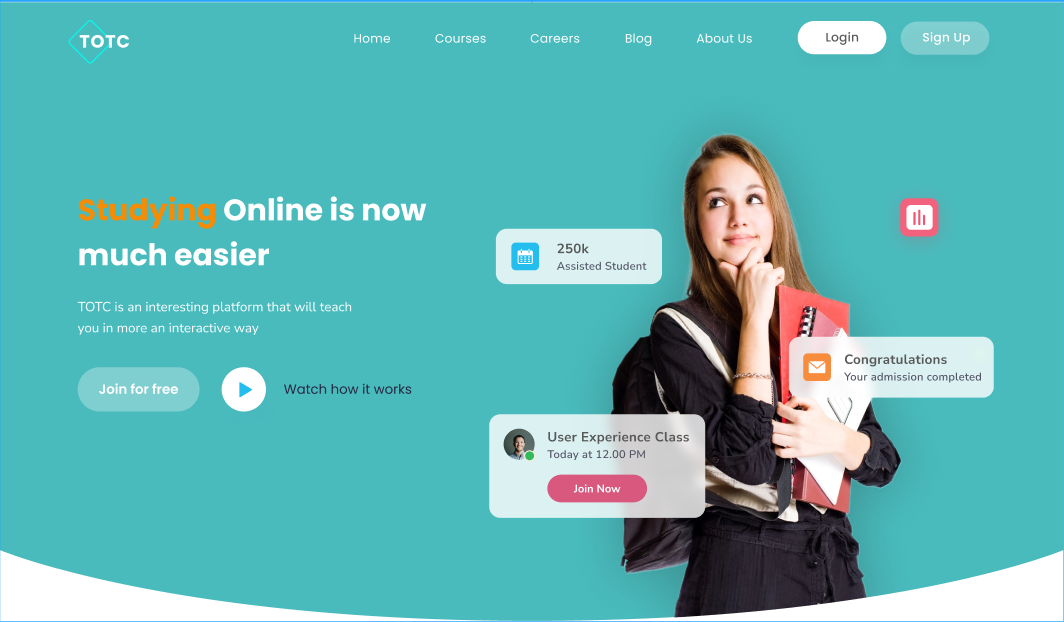 TOTC
Home
Courses
Careers
Blog
About Us
Login
Sign Up
Studying Online is now
much easier
TOTC is an interesting platform that will teach
you in more an interactive way
Join for free
Watch how it works
250k
Assisted Student
Congratulations
Your admission completed
User Experience Class
Today at 12.00 PM
Join Now